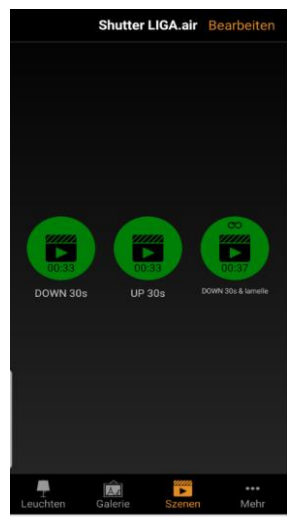 Shutter LIGA.air Bearbeiten
00:33 00:33 00:37
DOWN 30s UP 30s DOWN 30s & lamelle
Leuchten Galerie Szenen Mehr